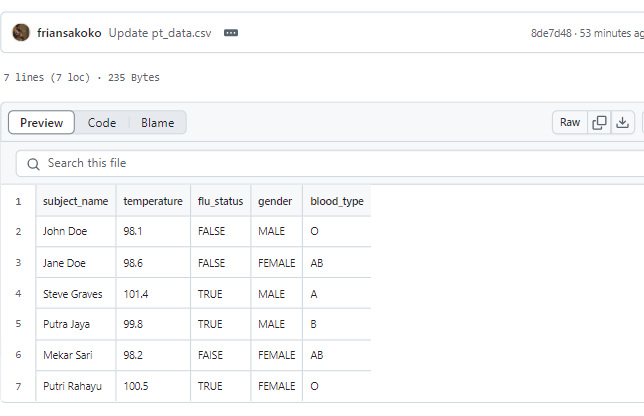 friansakoko Update pt_data.csv 8de7d48 · 53 minutes ag
7 lines (7 loc) · 235 Bytes
Preview Code Blame Raw
Search this file
1 subject_name temperature flu_status gender blood_type
2 John Doe 98.1 FALSE MALE O
3 Jane Doe 98.6 FALSE FEMALE AB
4 Steve Graves 101.4 TRUE MALE A
5 Putra Jaya 99.8 TRUE MALE B
6 Mekar Sari 98.2 FAISE FEMALE AB
7 Putri Rahayu 100.5 TRUE FEMALE O